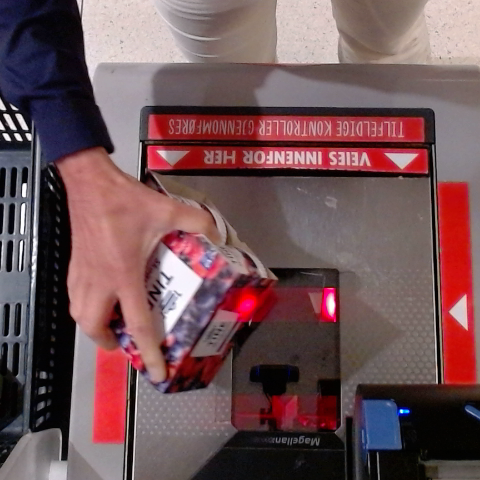 TILFELDIGE KONTROLLER GJENNOMFØRES
VEIES INNENFOR HER
TINE
Magellan